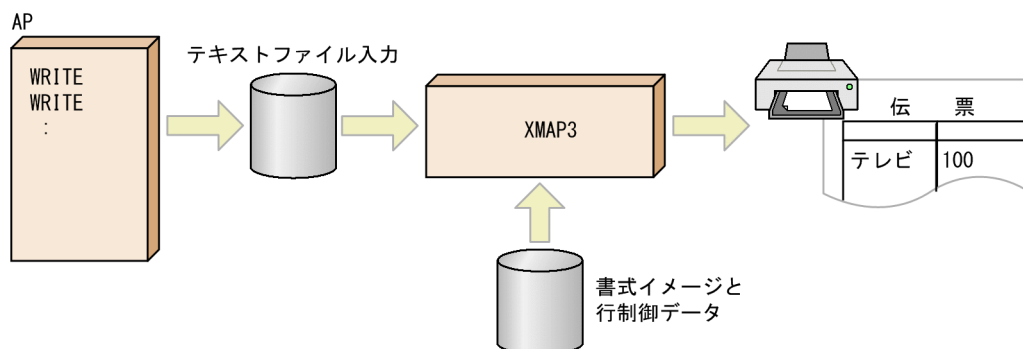 AP
WRITE
WRITE
:
テキストファイル入力
XMAP3
伝　票
テレビ 100
書式イメージと
行制御データ